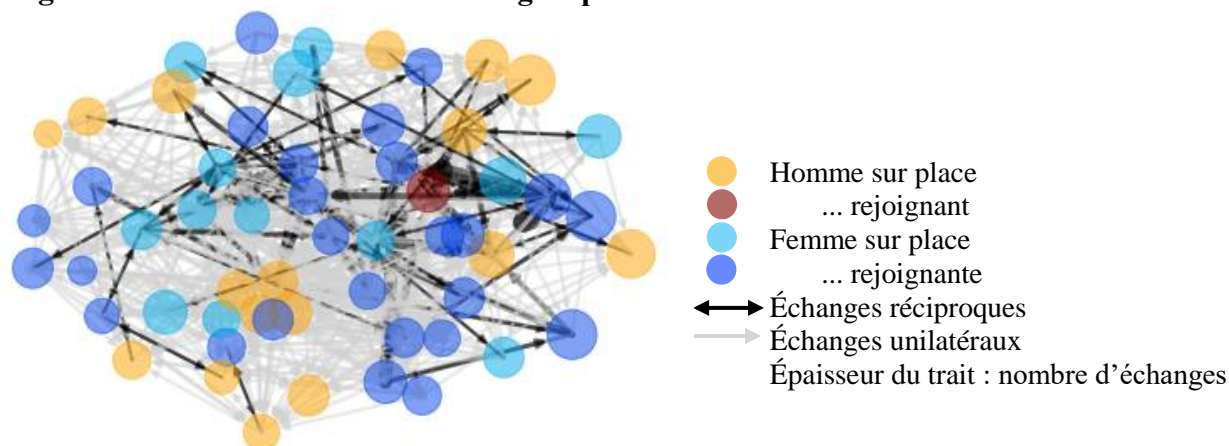 Homme sur place
... rejoignant
Femme sur place
... rejoignante
Échanges réciproques
Échanges unilatéraux
Épaisseur du trait : nombre d’échanges